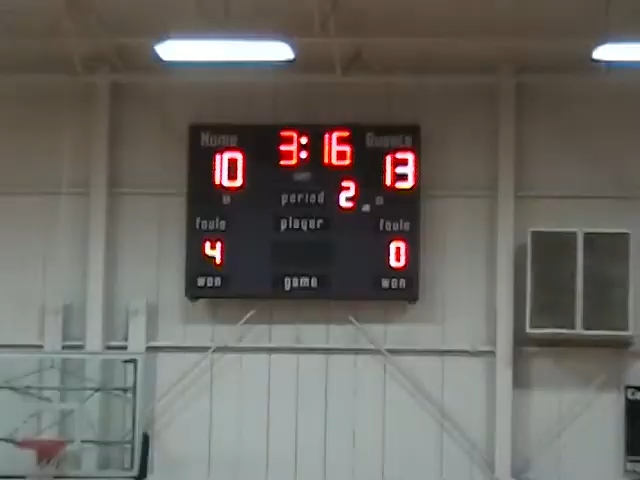 Home 3:16 Guests
10 13
period 2
fouls player fouls
4 0
won game won